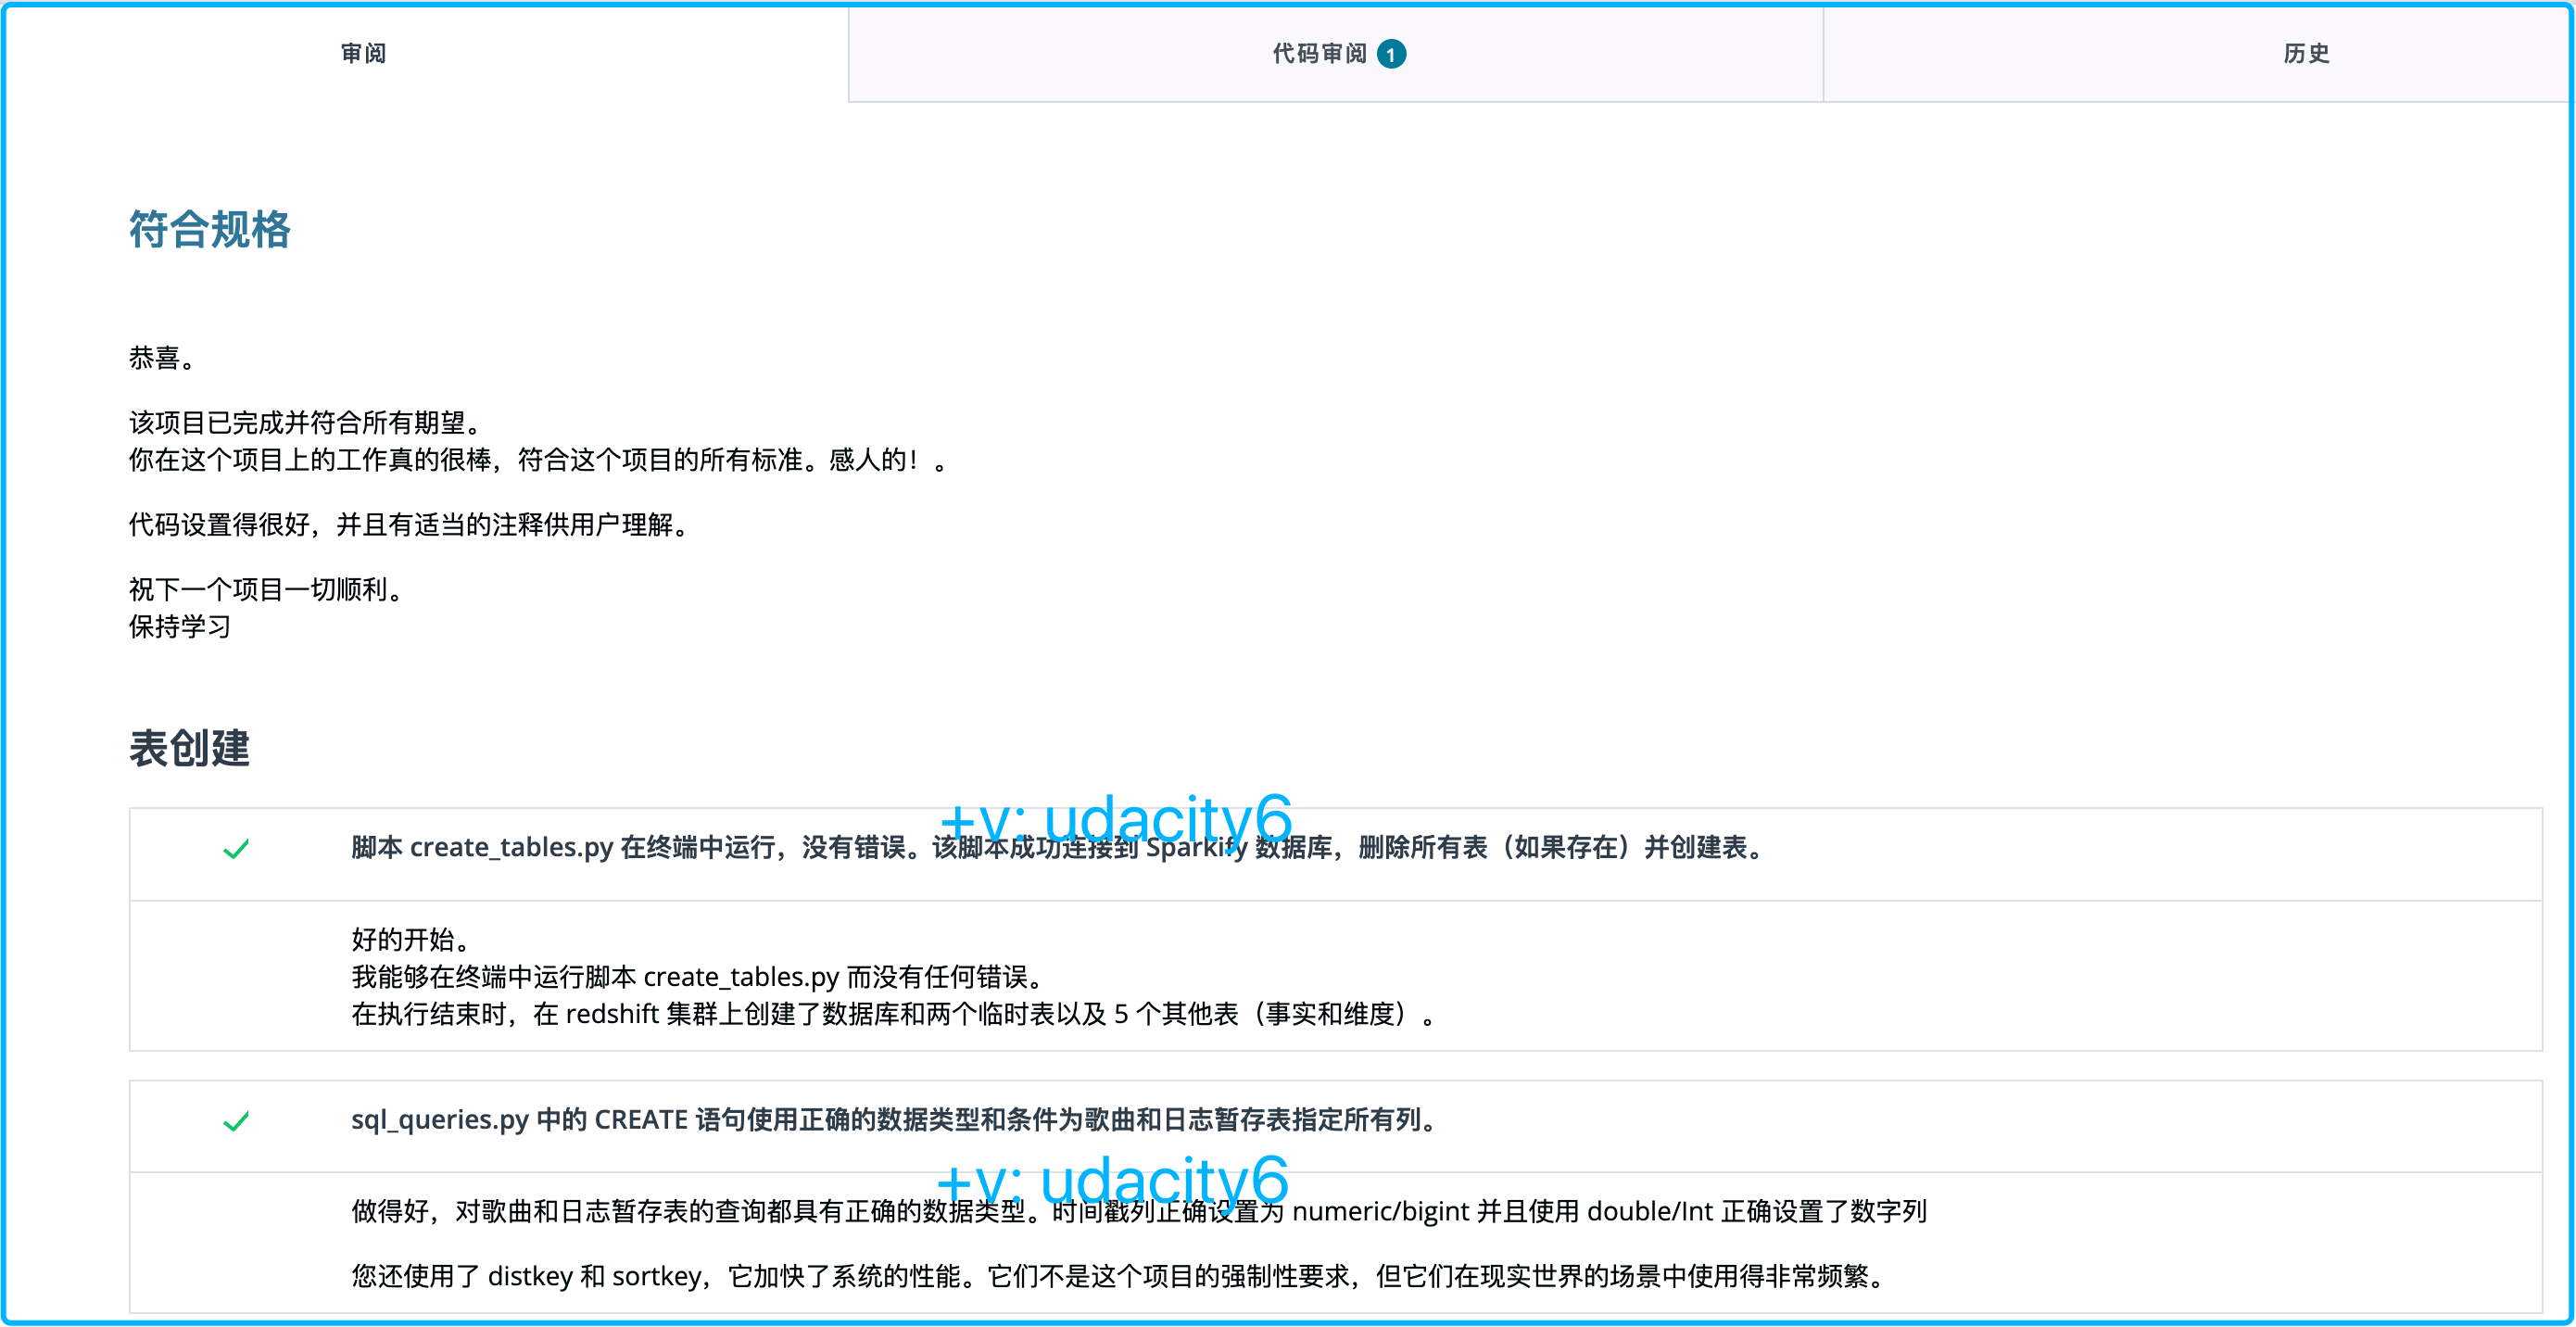 审阅
代码审阅 1
历史
符合规格
恭喜。
该项目已完成并符合所有期望。
你在这个项目上的工作真的很棒，符合这个项目的所有标准。感人的！。
代码设置得很好，并且有适当的注释供用户理解。
祝下一个项目一切顺利。
保持学习
表创建
+v: udacity6
脚本 create_tables.py 在终端中运行，没有错误。该脚本成功连接到 Sparkify 数据库，删除所有表（如果存在）并创建表。
好的开始。
我能够在终端中运行脚本 create_tables.py 而没有任何错误。
在执行结束时，在 redshift 集群上创建了数据库和两个临时表以及 5 个其他表（事实和维度）。
sql_queries.py 中的 CREATE 语句使用正确的数据类型和条件为歌曲和日志暂存表指定所有列。
+v: udacity6
做得好，对歌曲和日志暂存表的查询都具有正确的数据类型。时间戳列正确设置为 numeric/bigint 并且使用 double/Int 正确设置了数字列
您还使用了 distkey 和 sortkey，它加快了系统的性能。它们不是这个项目的强制性要求，但它们在现实世界的场景中使用得非常频繁。